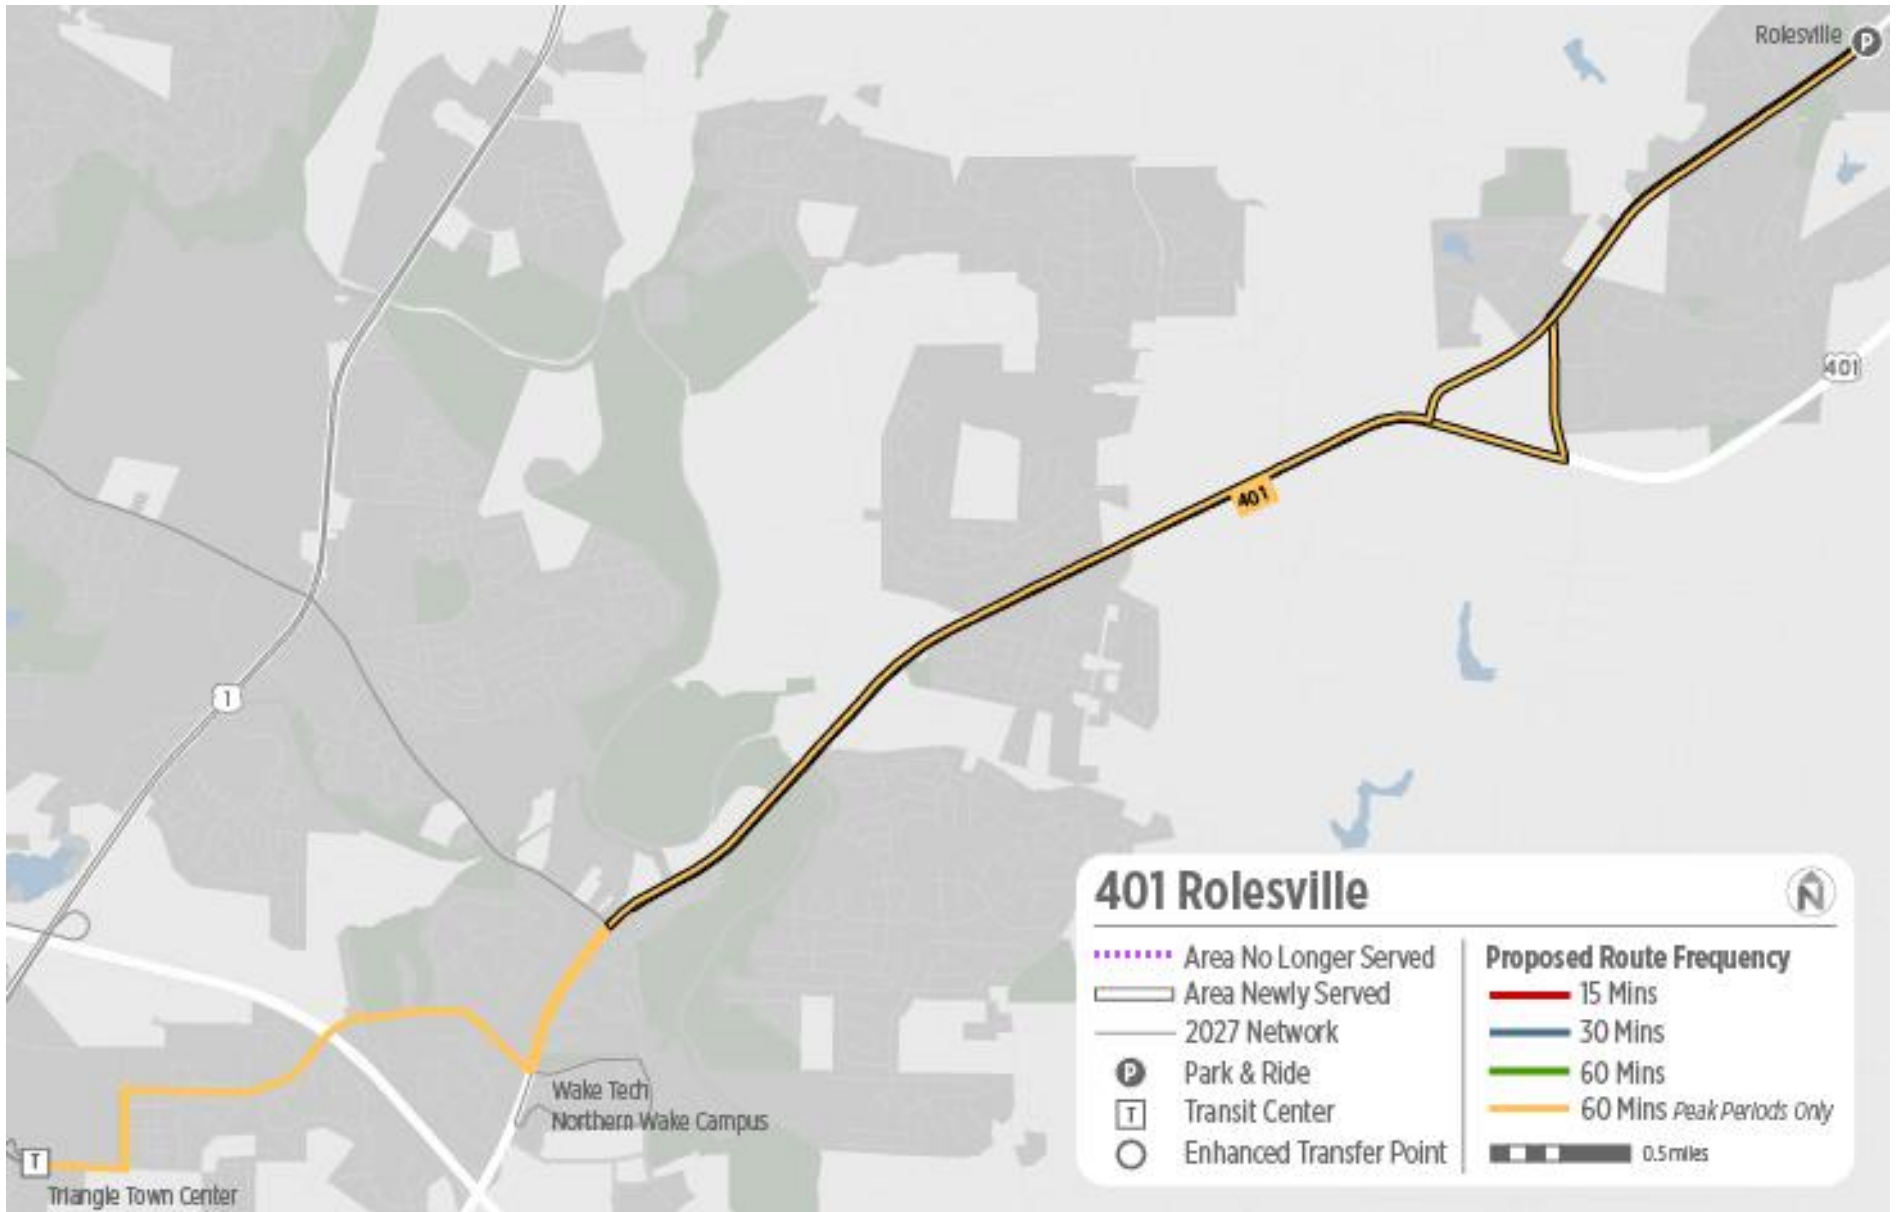 Rolesville P
401
401
1
Wake Tech
Northern Wake Campus
T
Triangle Town Center
401 Rolesville
N
Area No Longer Served
Area Newly Served
2027 Network
P Park & Ride
T Transit Center
Enhanced Transfer Point
Proposed Route Frequency
15 Mins
30 Mins
60 Mins
60 Mins Peak Periods Only
0.5 miles